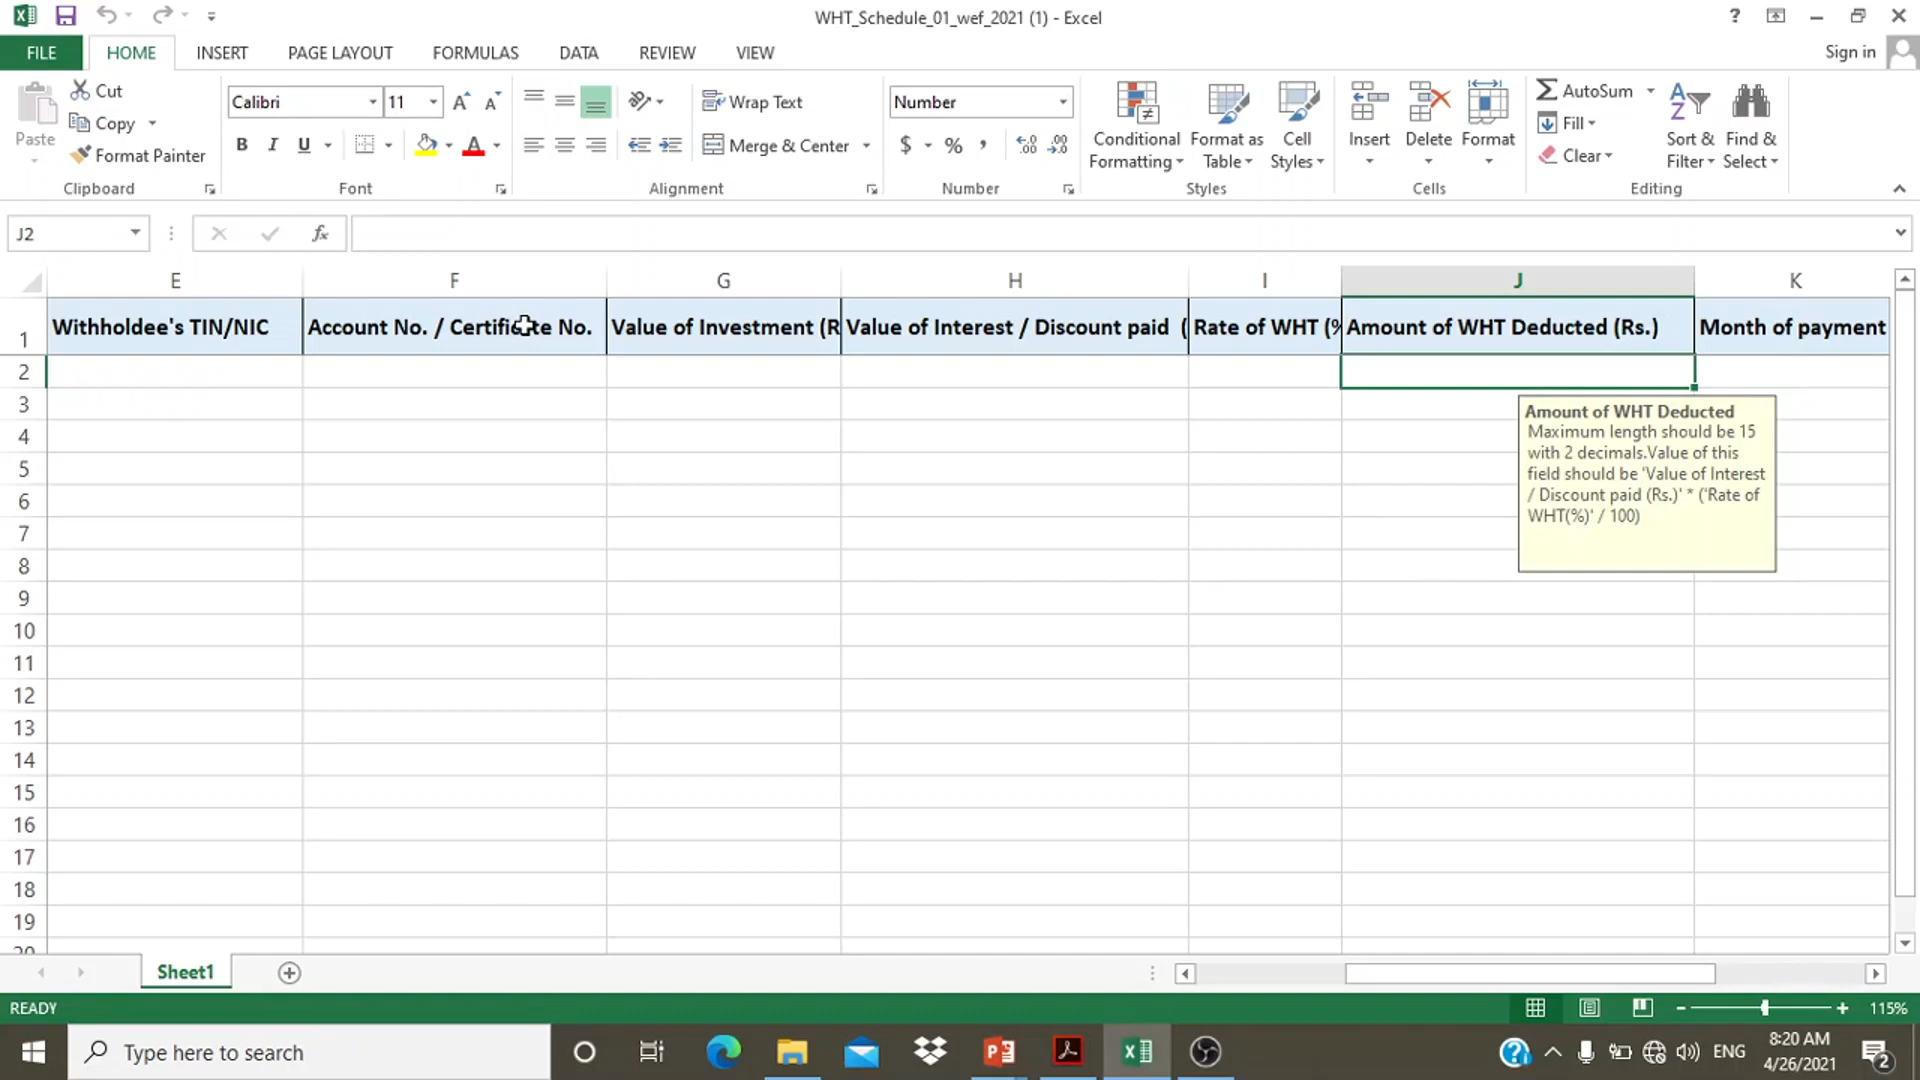 WHT_Schedule_01_wef_2021 (1) - Excel
?
FILE HOME INSERT PAGE LAYOUT FORMULAS DATA REVIEW VIEW Sign in
Paste Cut Copy Format Painter
Calibri 11
B I U A
Wrap Text
Merge & Center
Number
$ %
Conditional Formatting
Format as Table
Cell Styles
Insert Delete Format
AutoSum
Fill
Clear
Sort & Filter
Find & Select
Clipboard Font Alignment Number Styles Cells Editing
J2 fx
E F G H I J K
1 Withholdee's TIN/NIC Account No. / Certificate No. Value of Investment (R Value of Interest / Discount paid ( Rate of WHT (% Amount of WHT Deducted (Rs.) Month of payment
2
3
4
5
6
7
8
9
10
11
12
13
14
15
16
17
18
19
20
Amount of WHT Deducted
Maximum length should be 15
with 2 decimals.Value of this
field should be 'Value of Interest
/ Discount paid (Rs.)' * ('Rate of
WHT(%)' / 100)
Sheet1
READY 115%
Type here to search
ENG
8:20 AM
4/26/2021
2